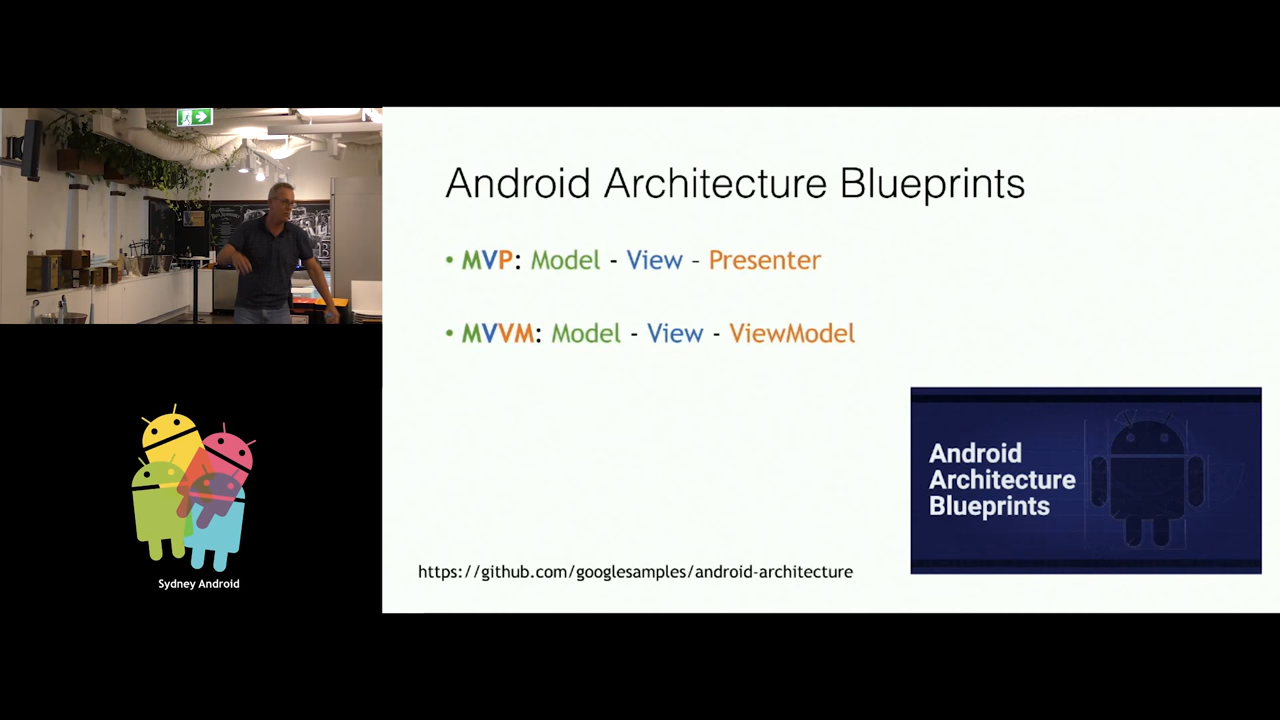 Android Architecture Blueprints
• MVP: Model - View - Presenter
• MVVM: Model - View - ViewModel
Android
Architecture
Blueprints
https://github.com/googlesamples/android-architecture
Sydney Android